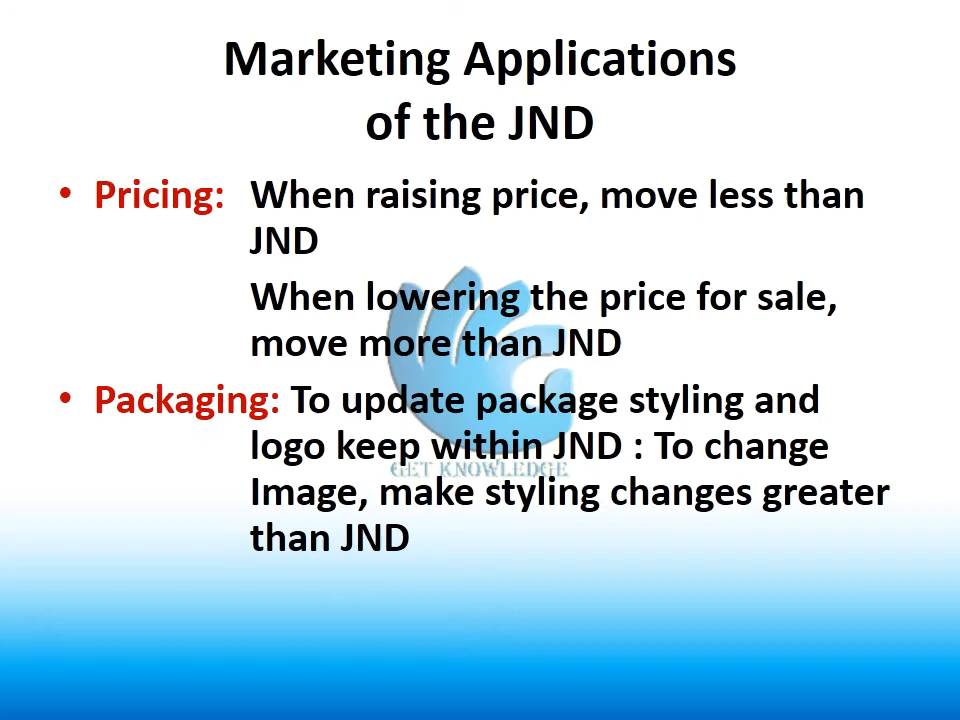 Marketing Applications
of the JND
• Pricing: When raising price, move less than
JND
When lowering the price for sale,
move more than JND
• Packaging: To update package styling and
logo keep within JND : To change
GET KNOWLEDGE
Image, make styling changes greater
than JND